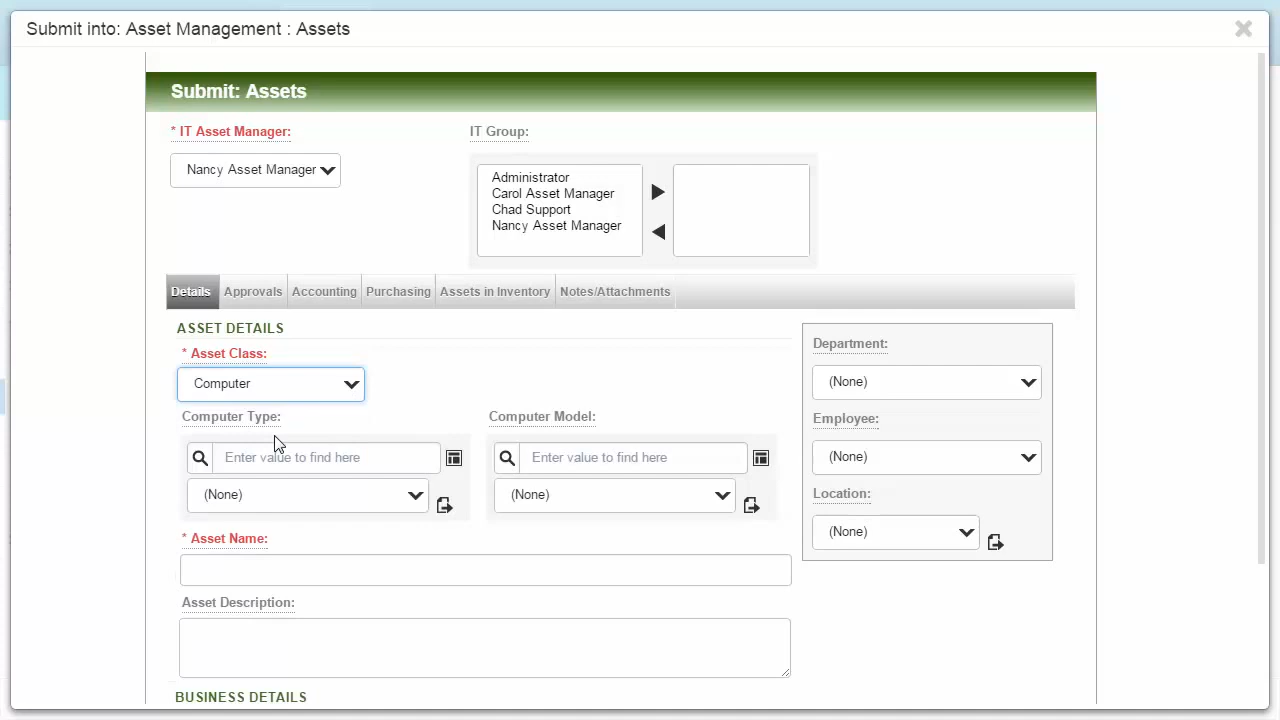 Submit into: Asset Management : Assets
Submit: Assets
* IT Asset Manager:
Nancy Asset Manager
IT Group:
Administrator
Carol Asset Manager
Chad Support
Nancy Asset Manager
Details Approvals Accounting Purchasing Assets in Inventory Notes/Attachments
ASSET DETAILS
* Asset Class:
Computer
Computer Type:
Enter value to find here
(None)
Computer Model:
Enter value to find here
(None)
* Asset Name:
Asset Description:
Department:
(None)
Employee:
(None)
Location:
(None)
BUSINESS DETAILS